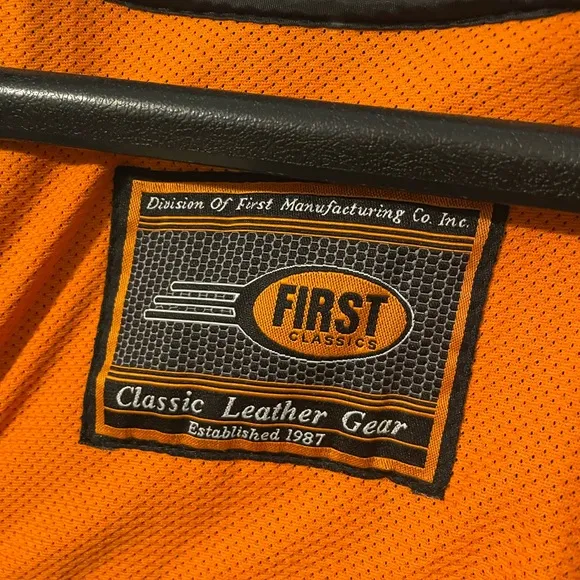 Division Of First Manufacturing Co. Inc.
FIRST
CLASSICS
Classic Leather Gear
Established 1987